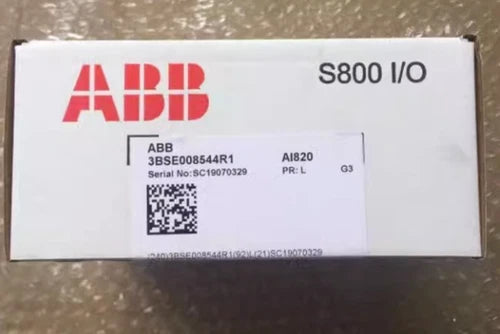 ABB
S800 I/O
ABB
3BSE008544R1 AI820
Serial No:SC19070329 PR: L G3
(240)3BSE008544R1(92)L(21)SC19070329